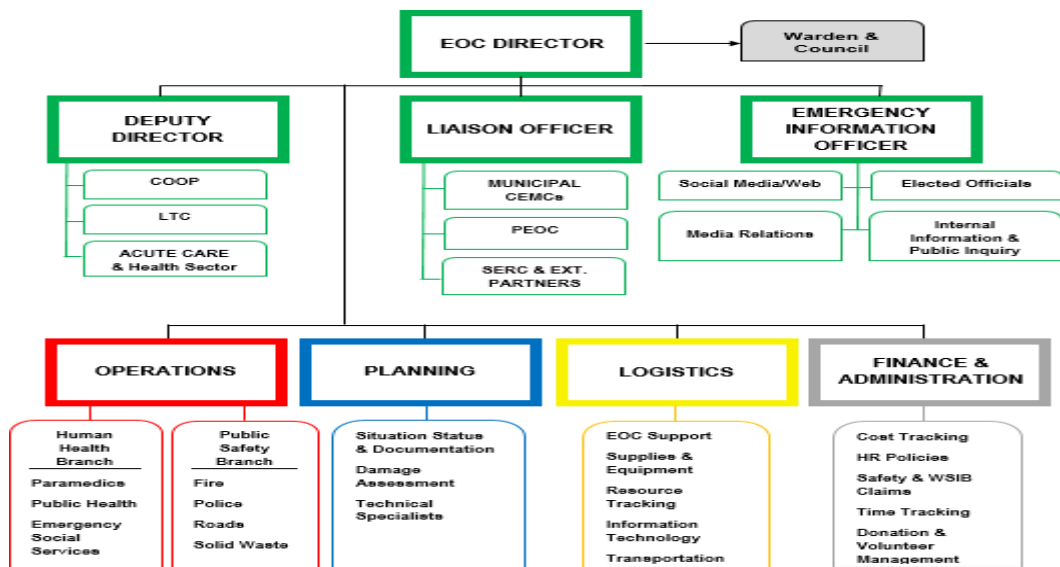 EOC DIRECTOR
Warden &
Council
DEPUTY
DIRECTOR
COOP
LTC
ACUTE CARE
& Health Sector
LIAISON OFFICER
MUNICIPAL
CEMCs
PEOC
SERC & EXT.
PARTNERS
EMERGENCY
INFORMATION
OFFICER
Social Media/Web
Elected Officials
Media Relations
Internal
Information &
Public Inquiry
OPERATIONS
Human
Health
Branch
Paramedics
Public Health
Emergency
Social
Services
Public
Safety
Branch
Fire
Police
Roads
Solid Waste
PLANNING
Situation Status
& Documentation
Damage
Assessment
Technical
Specialists
LOGISTICS
EOC Support
Supplies &
Equipment
Resource
Tracking
Information
Technology
Transportation
FINANCE &
ADMINISTRATION
Cost Tracking
HR Policies
Safety & WSIB
Claims
Time Tracking
Donation &
Volunteer
Management